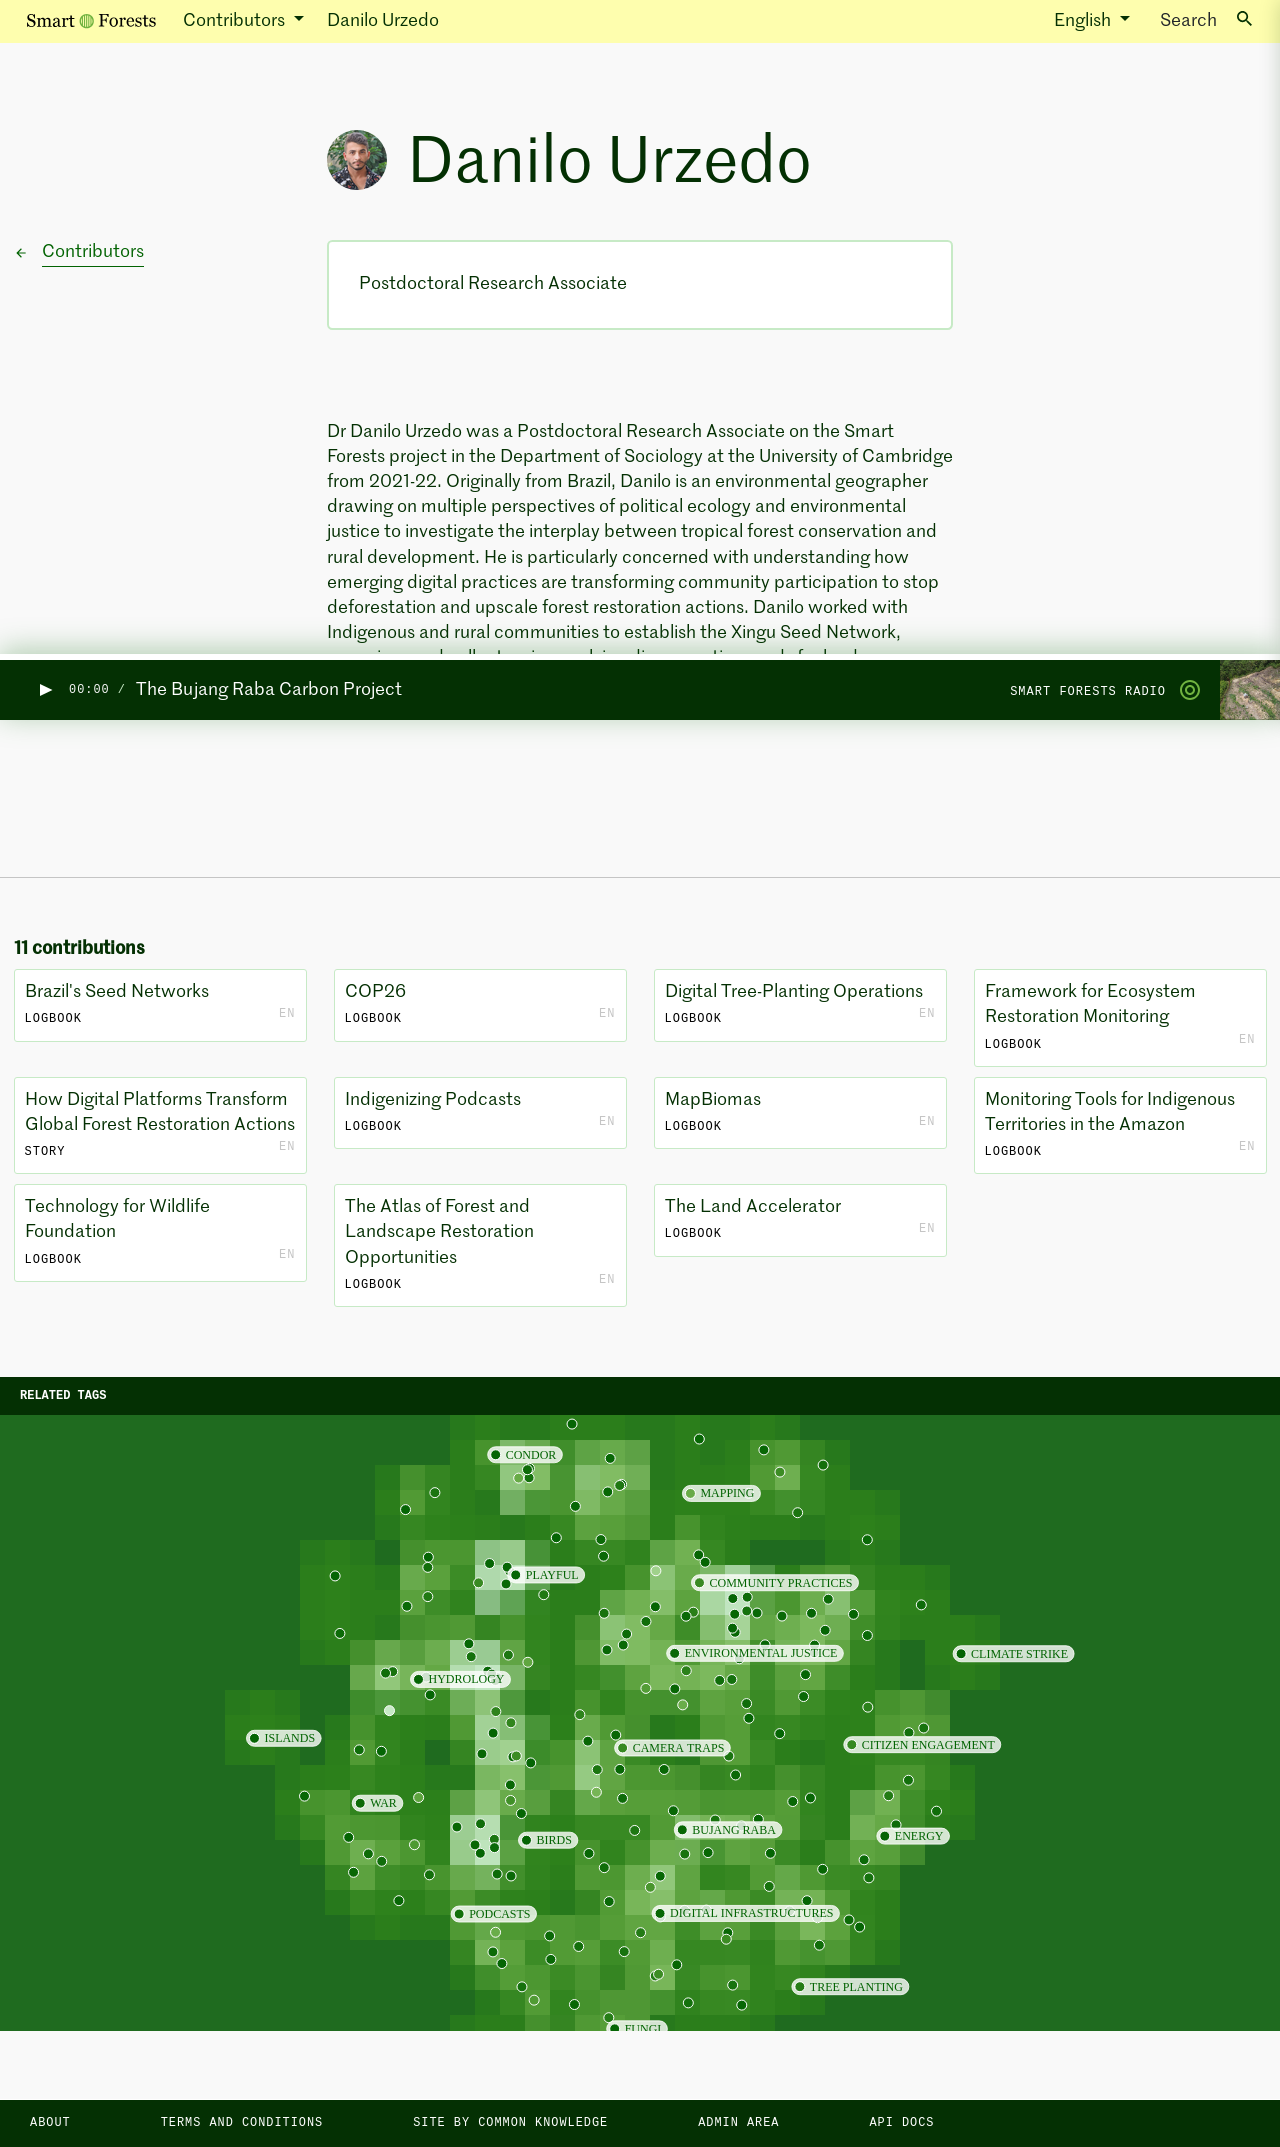 Smart Forests Contributors Danilo Urzedo English Search
Danilo Urzedo
← Contributors
Postdoctoral Research Associate
Dr Danilo Urzedo was a Postdoctoral Research Associate on the Smart
Forests project in the Department of Sociology at the University of Cambridge
from 2021-22. Originally from Brazil, Danilo is an environmental geographer
drawing on multiple perspectives of political ecology and environmental
justice to investigate the interplay between tropical forest conservation and
rural development. He is particularly concerned with understanding how
emerging digital practices are transforming community participation to stop
deforestation and upscale forest restoration actions. Danilo worked with
Indigenous and rural communities to establish the Xingu Seed Network,
00:00 / The Bujang Raba Carbon Project SMART FORESTS RADIO
11 contributions
Brazil's Seed Networks
LOGBOOK EN
COP26
LOGBOOK EN
Digital Tree-Planting Operations
LOGBOOK EN
Framework for Ecosystem
Restoration Monitoring
LOGBOOK EN
How Digital Platforms Transform
Global Forest Restoration Actions
STORY EN
Indigenizing Podcasts
LOGBOOK EN
MapBiomas
LOGBOOK EN
Monitoring Tools for Indigenous
Territories in the Amazon
LOGBOOK EN
Technology for Wildlife
Foundation
LOGBOOK EN
The Atlas of Forest and
Landscape Restoration
Opportunities
LOGBOOK EN
The Land Accelerator
LOGBOOK EN
RELATED TAGS
CONDOR
MAPPING
PLAYFUL
COMMUNITY PRACTICES
ENVIRONMENTAL JUSTICE
CLIMATE STRIKE
HYDROLOGY
ISLANDS
CAMERA TRAPS
CITIZEN ENGAGEMENT
WAR
BUJANG RABA
BIRDS
ENERGY
PODCASTS
DIGITAL INFRASTRUCTURES
TREE PLANTING
FUNGI
ABOUT TERMS AND CONDITIONS SITE BY COMMON KNOWLEDGE ADMIN AREA API DOCS